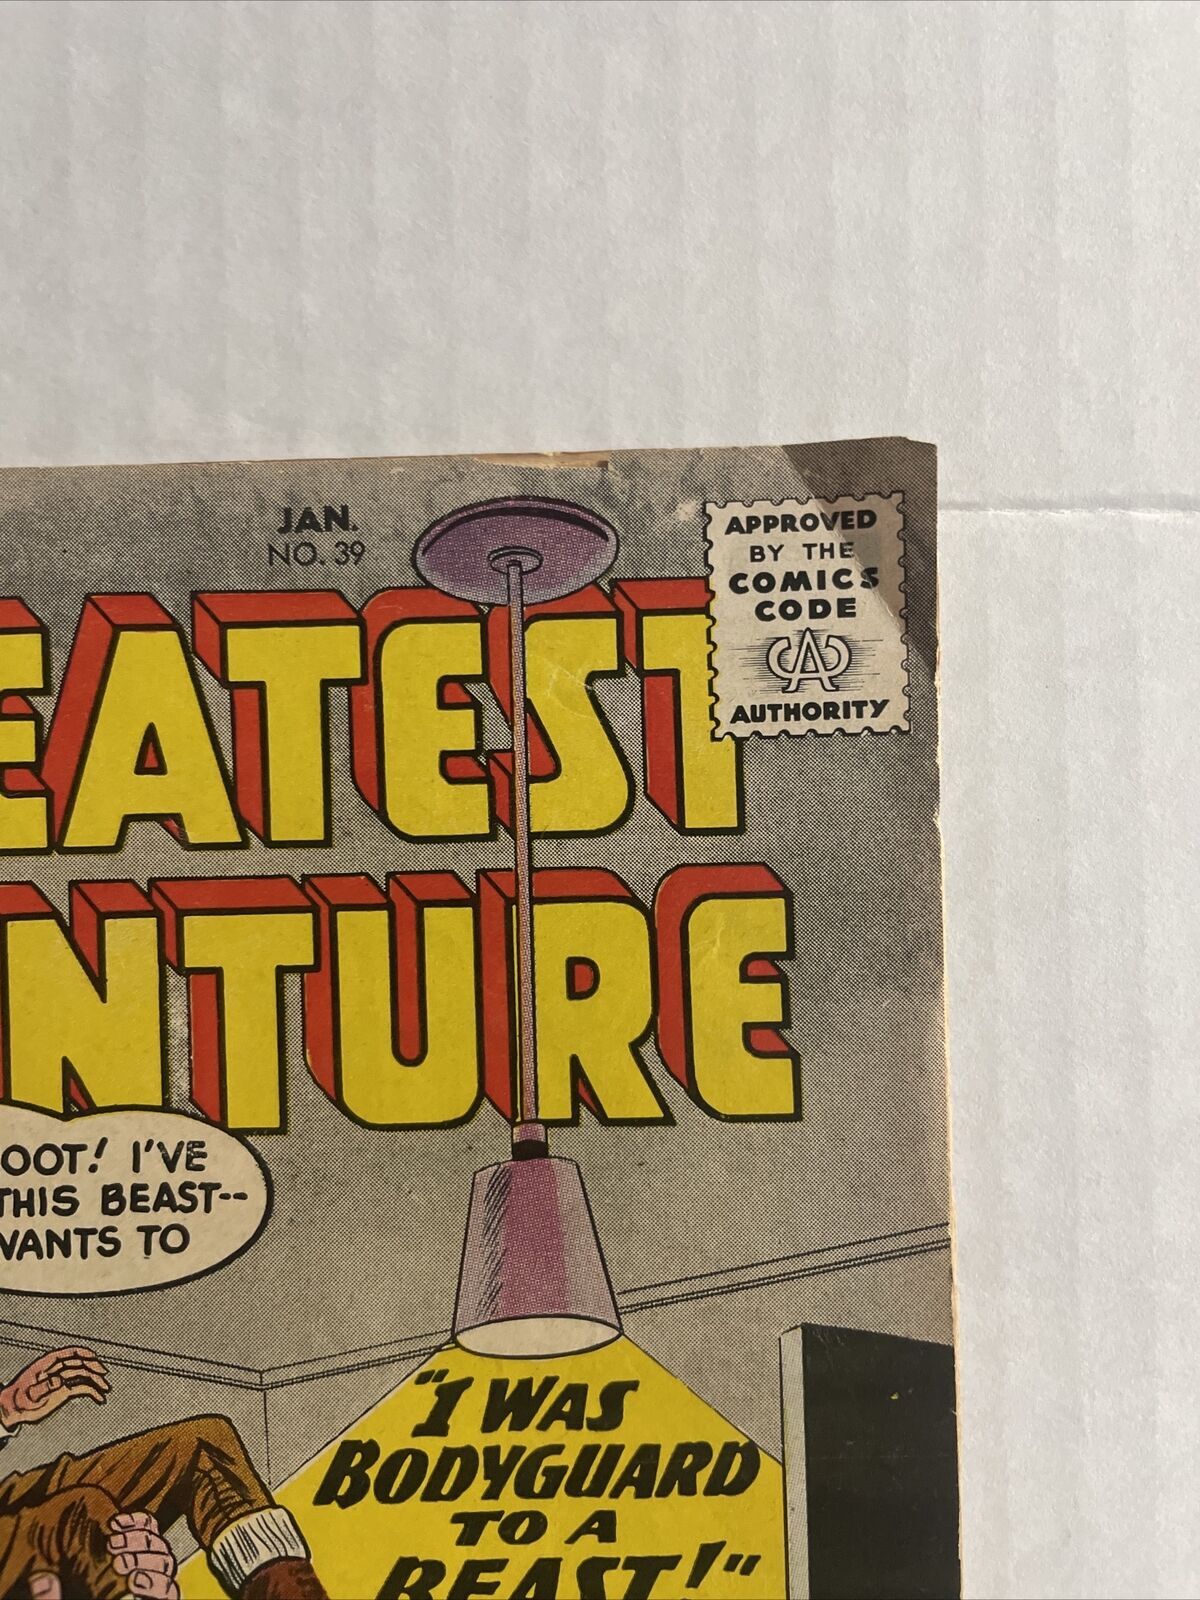 JAN.
NO. 39
APPROVED
BY THE
COMICS
CODE
CA
AUTHORITY
EATEST
NTURE
OOT! I'VE
THIS BEAST--
WANTS TO
"I WAS
BODYGUARD
TO A
BEAST!"